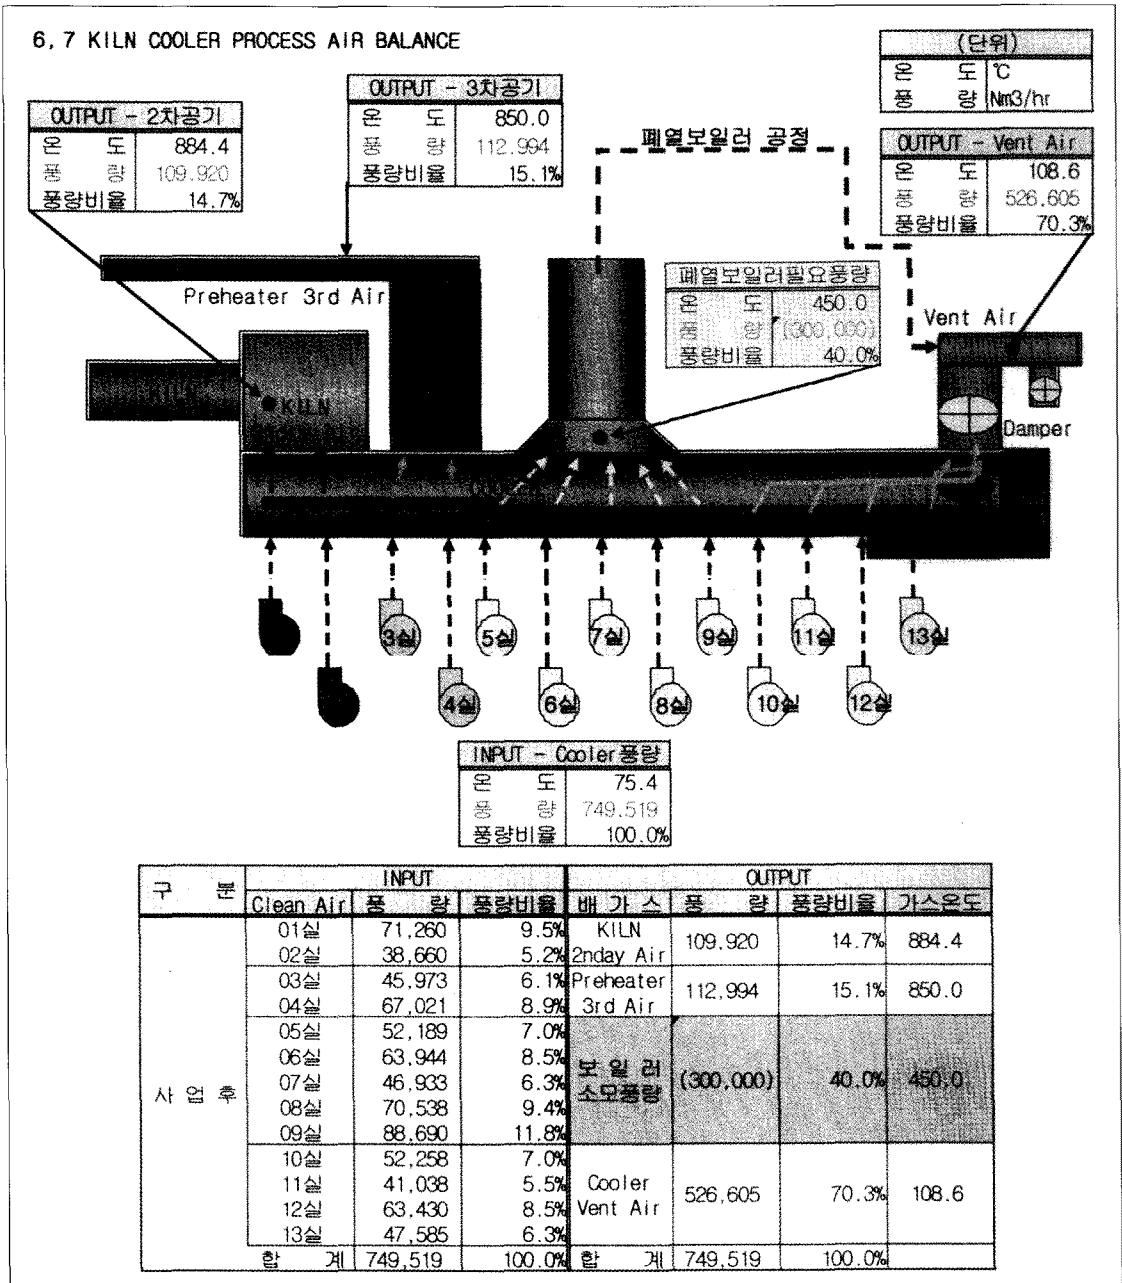 6,7 KILN COOLER PROCESS AIR BALANCE
(단위)
온 도 ℃
풍 량 Nm3/hr
OUTPUT - 3차공기
온 도 850.0
풍 량 112,994
풍량비율 15.1%
OUTPUT - 2차공기
온 도 884.4
풍 량 109,920
풍량비율 14.7%
폐열보일러 공정
OUTPUT - Vent Air
온 도 108.6
풍 량 526,605
풍량비율 70.3%
폐열보일러필요풍량
온 도 450.0
풍 량 (300,000)
풍량비율 40.0%
Preheater 3rd Air
Vent Air
KILN
KILN
Damper
3실 5실 7실 9실 11실 13실
4실 6실 8실 10실 12실
INPUT - Cooler풍량
온 도 75.4
풍 량 749,519
풍량비율 100.0%
구 분 INPUT OUTPUT
Clean Air 풍 량 풍량비율 배 가 스 풍 량 풍량비율 가스온도
사 업 후
01실 71,260 9.5% KILN 2nday Air 109,920 14.7% 884.4
02실 38,660 5.2%
03실 45,973 6.1% Preheater 3rd Air 112,994 15.1% 850.0
04실 67,021 8.9%
05실 52,189 7.0%
06실 63,944 8.5%
07실 46,933 6.3% 보 일 러 소모풍량 (300,000) 40.0% 450.0
08실 70,538 9.4%
09실 88,690 11.8%
10실 52,258 7.0%
11실 41,038 5.5% Cooler Vent Air 526,605 70.3% 108.6
12실 63,430 8.5%
13실 47,585 6.3%
합 계 749,519 100.0% 합 계 749,519 100.0%